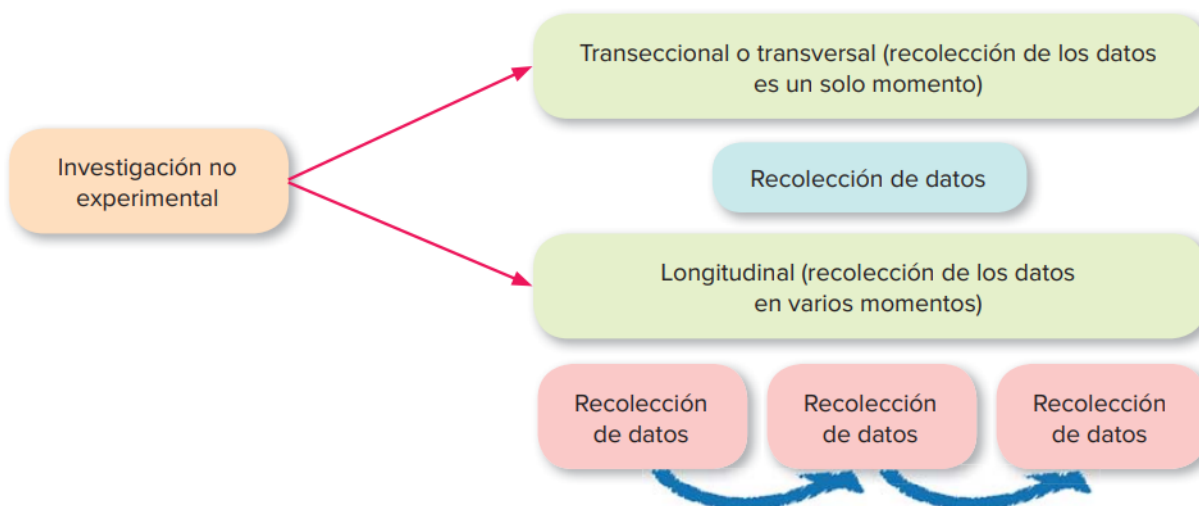 Transeccional o transversal (recolección de los datos
es un solo momento)
Investigación no
experimental
Recolección de datos
Longitudinal (recolección de los datos
en varios momentos)
Recolección
de datos
Recolección
de datos
Recolección
de datos